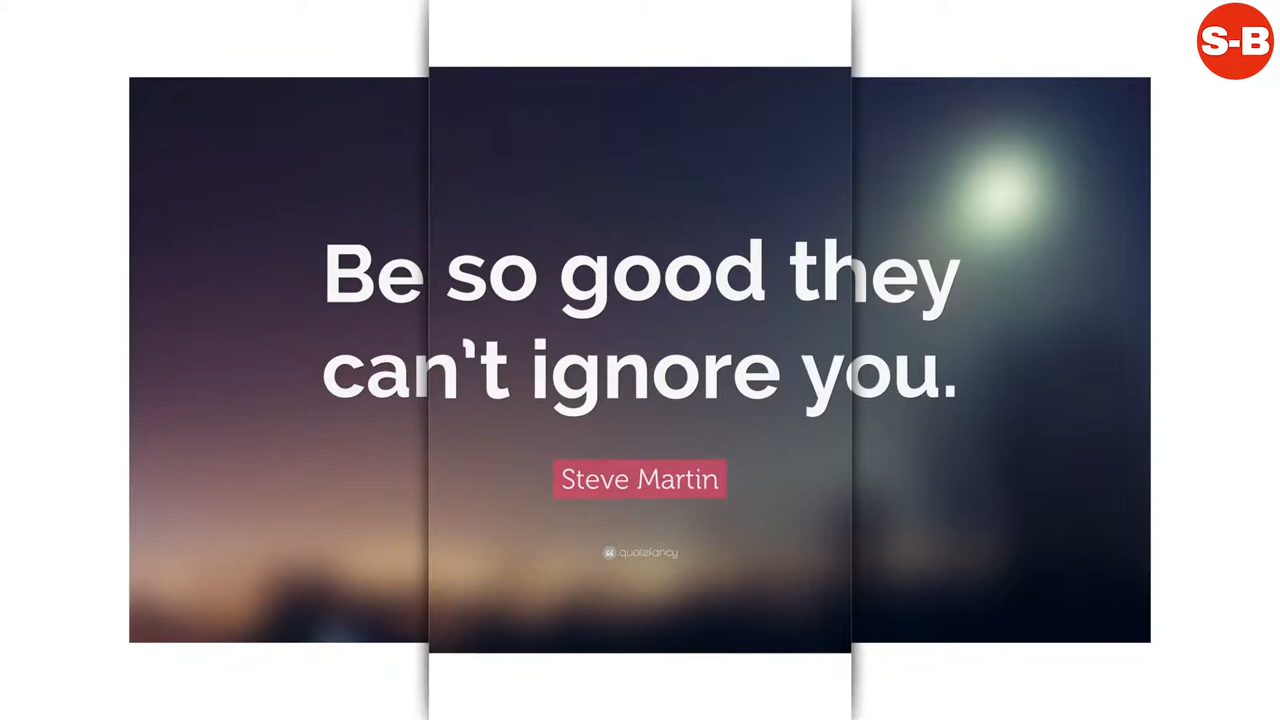 S-B
Be so good they
can’t ignore you.
Steve Martin
quotefancy